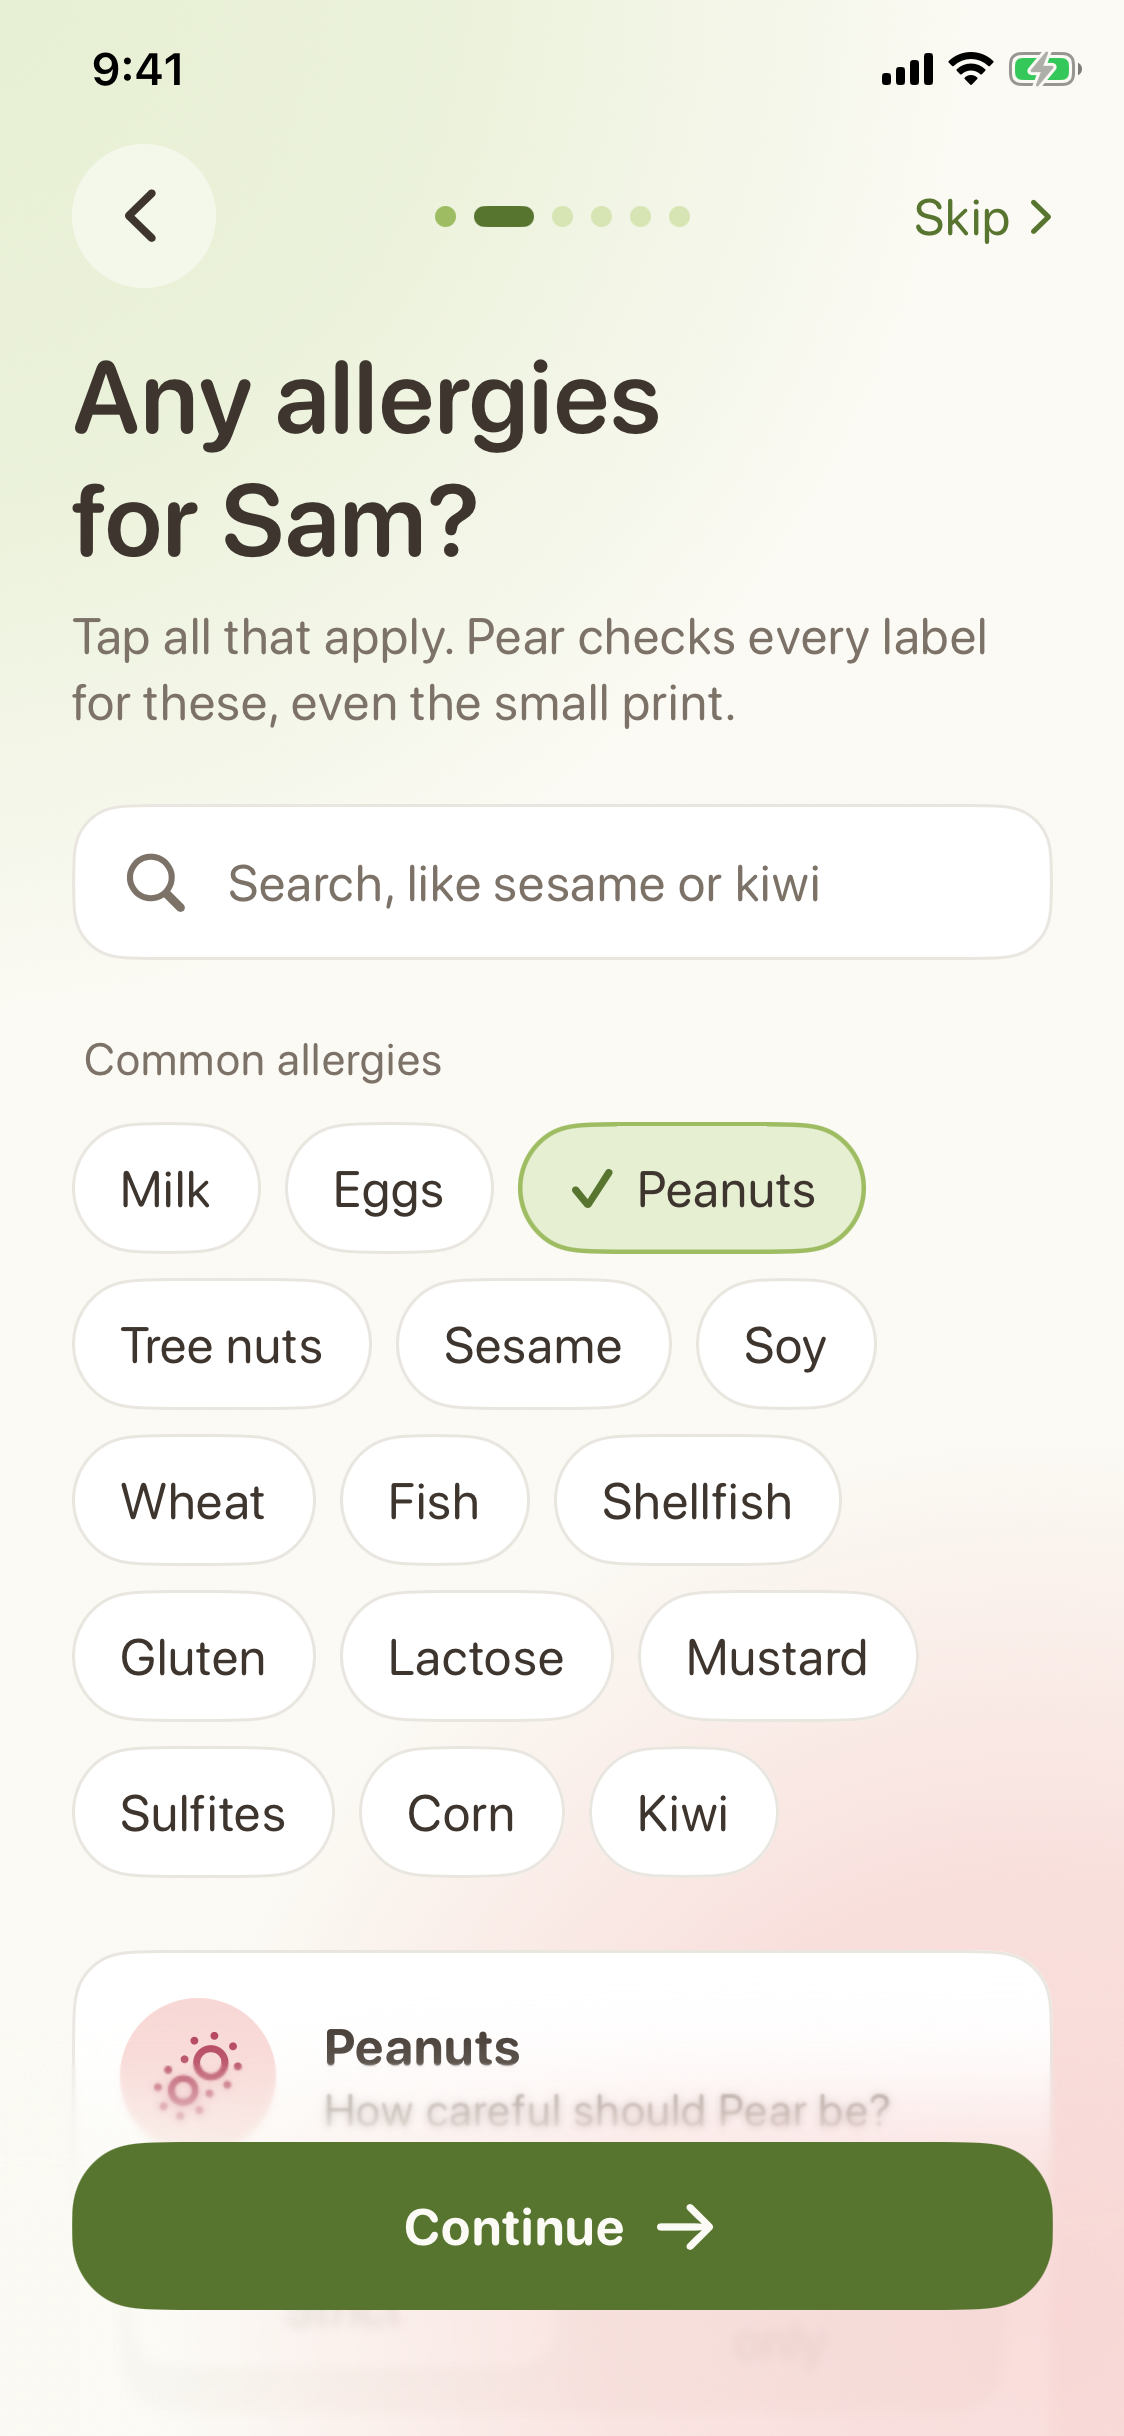 9:41
Skip
Any allergies
for Sam?
Tap all that apply. Pear checks every label
for these, even the small print.
Search, like sesame or kiwi
Common allergies
Milk
Eggs
Peanuts
Tree nuts
Sesame
Soy
Wheat
Fish
Shellfish
Gluten
Lactose
Mustard
Sulfites
Corn
Kiwi
Peanuts
How careful should Pear be?
Continue
only